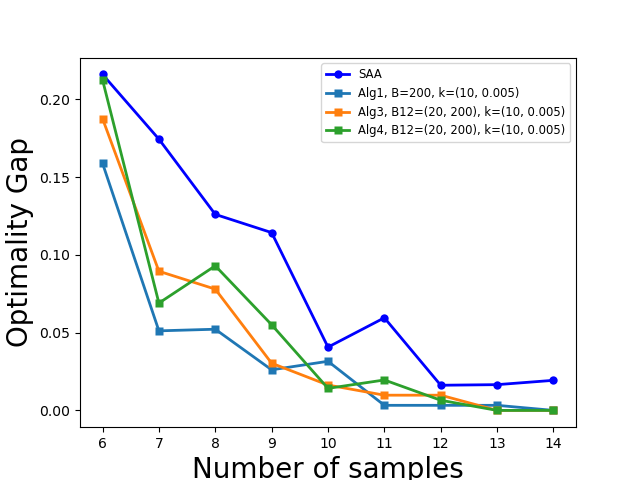 SAA
Alg1, B=200, k=(10, 0.005)
Alg3, B12=(20, 200), k=(10, 0.005)
Alg4, B12=(20, 200), k=(10, 0.005)
Optimality Gap
0.20
0.15
0.10
0.05
0.00
6 7 8 9 10 11 12 13 14
Number of samples